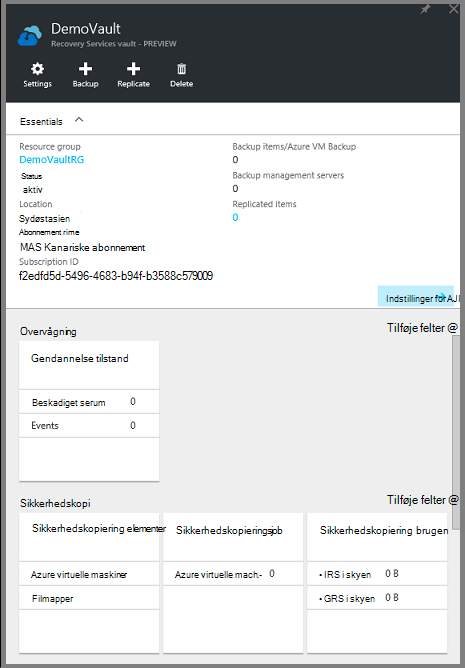 DemoVault
Recovery Services vault - PREVIEW
Settings
Backup
Replicate
Delete
Essentials
Resource group
DemoVaultRG
Status
aktiv
Location
Sydøstasien
Abonnement rime
MAS Kanariske abonnement
Subscription ID
f2edfd5d-5496-4683-b94f-b3588c579009
Backup items/Azure VM Backup
0
Backup management servers
0
Replicated items
0
Indstillinger for AJI
Overvågning
Tilføje felter @
Gendannelse tilstand
Beskadiget serum 0
Events 0
Sikkerhedskopi
Tilføje felter @
Sikkerhedskopiering elementer
Azure virtuelle maskiner
Filmapper
Sikkerhedskopieringsjob
Azure virtuelle mach.- 0
Sikkerhedskopiering brugen
• IRS i skyen 0 B
• GRS i skyen 0 B